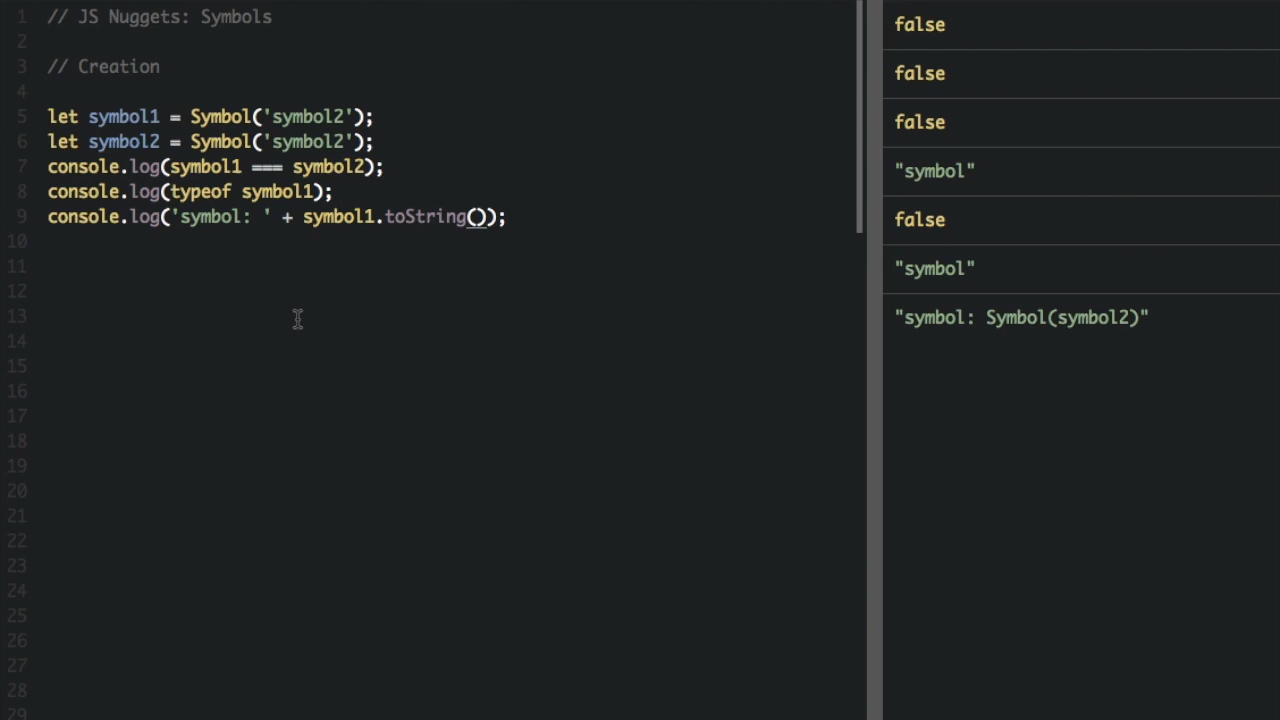 1 // JS Nuggets: Symbols
2
3 // Creation
4
5 let symbol1 = Symbol('symbol2');
6 let symbol2 = Symbol('symbol2');
7 console.log(symbol1 === symbol2);
8 console.log(typeof symbol1);
9 console.log('symbol: ' + symbol1.toString());
10
11
12
13
14
15
16
17
18
19
20
21
22
23
24
25
26
27
28
29
false
false
false
"symbol"
false
"symbol"
"symbol: Symbol(symbol2)"